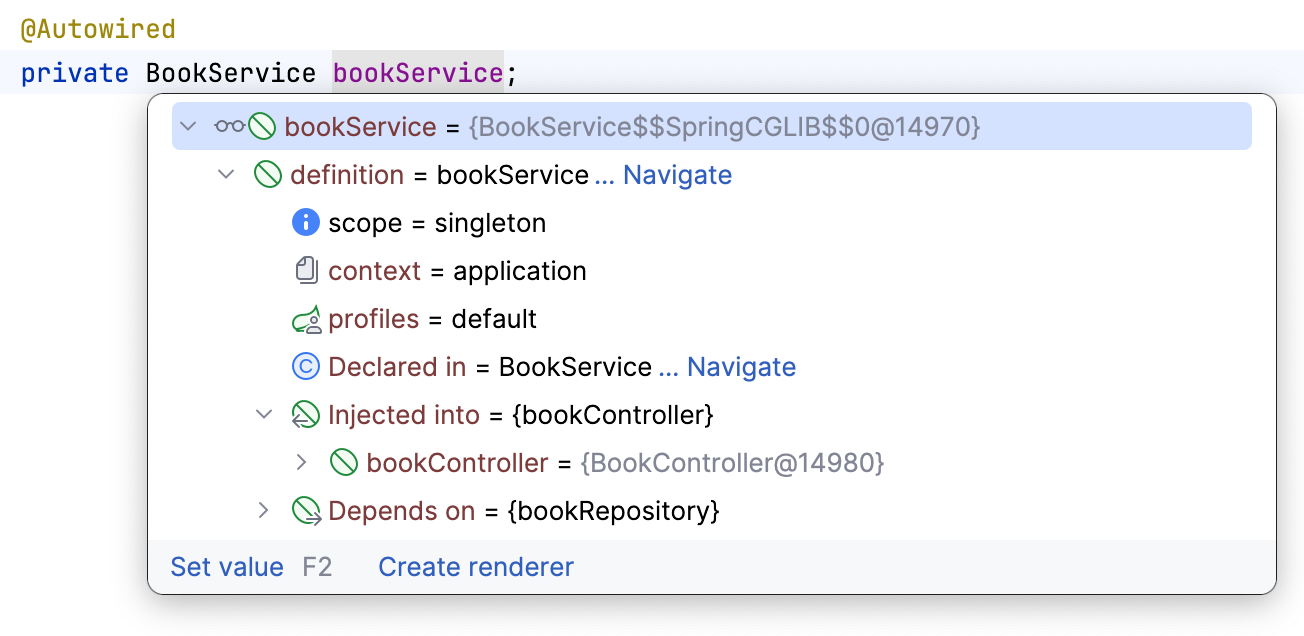 @Autowired
private BookService bookService;
bookService = {BookService$$SpringCGLIB$$0@14970}
definition = bookService ... Navigate
scope = singleton
context = application
profiles = default
Declared in = BookService ... Navigate
Injected into = {bookController}
bookController = {BookController@14980}
Depends on = {bookRepository}
Set value F2 Create renderer